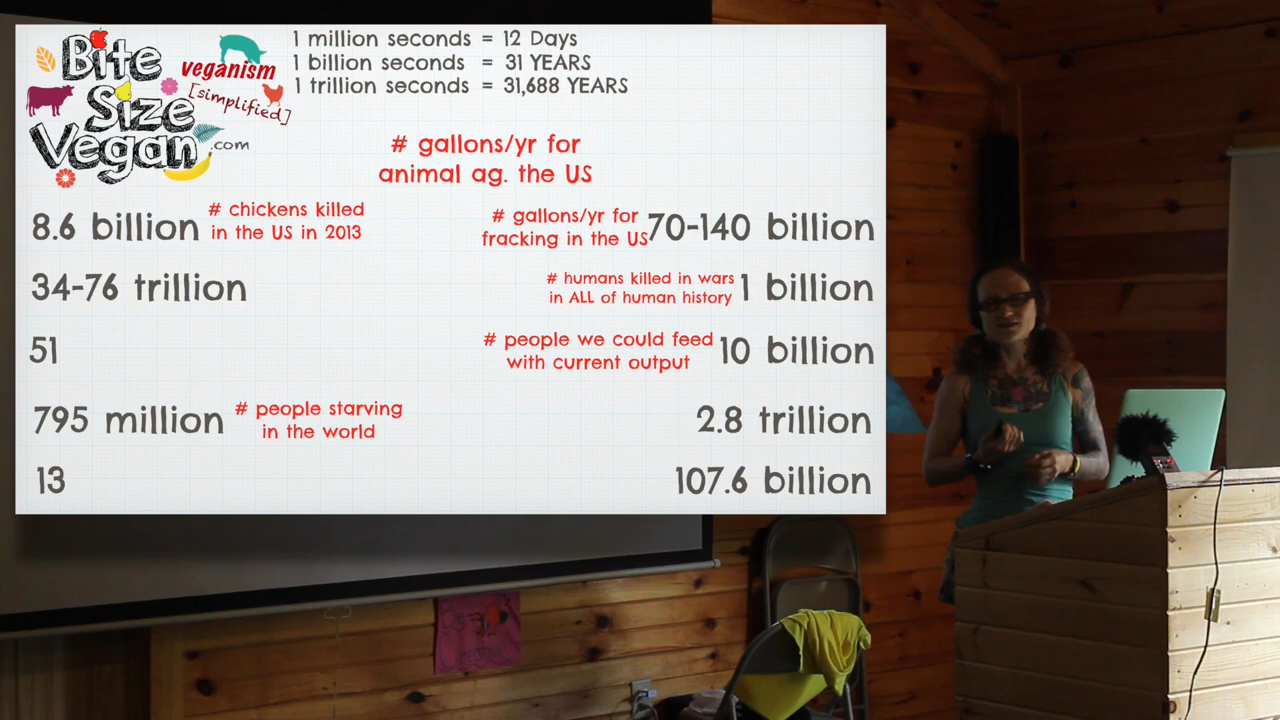 Bite
Size
Vegan
.com
veganism
[simplified]
1 million seconds = 12 Days
1 billion seconds = 31 YEARS
1 trillion seconds = 31,688 YEARS
# gallons/yr for
animal ag. the US
8.6 billion
# chickens killed
in the US in 2013
# gallons/yr for
fracking in the US
70-140 billion
34-76 trillion
# humans killed in wars
in ALL of human history
1 billion
51
# people we could feed
with current output
10 billion
795 million
# people starving
in the world
2.8 trillion
13
107.6 billion